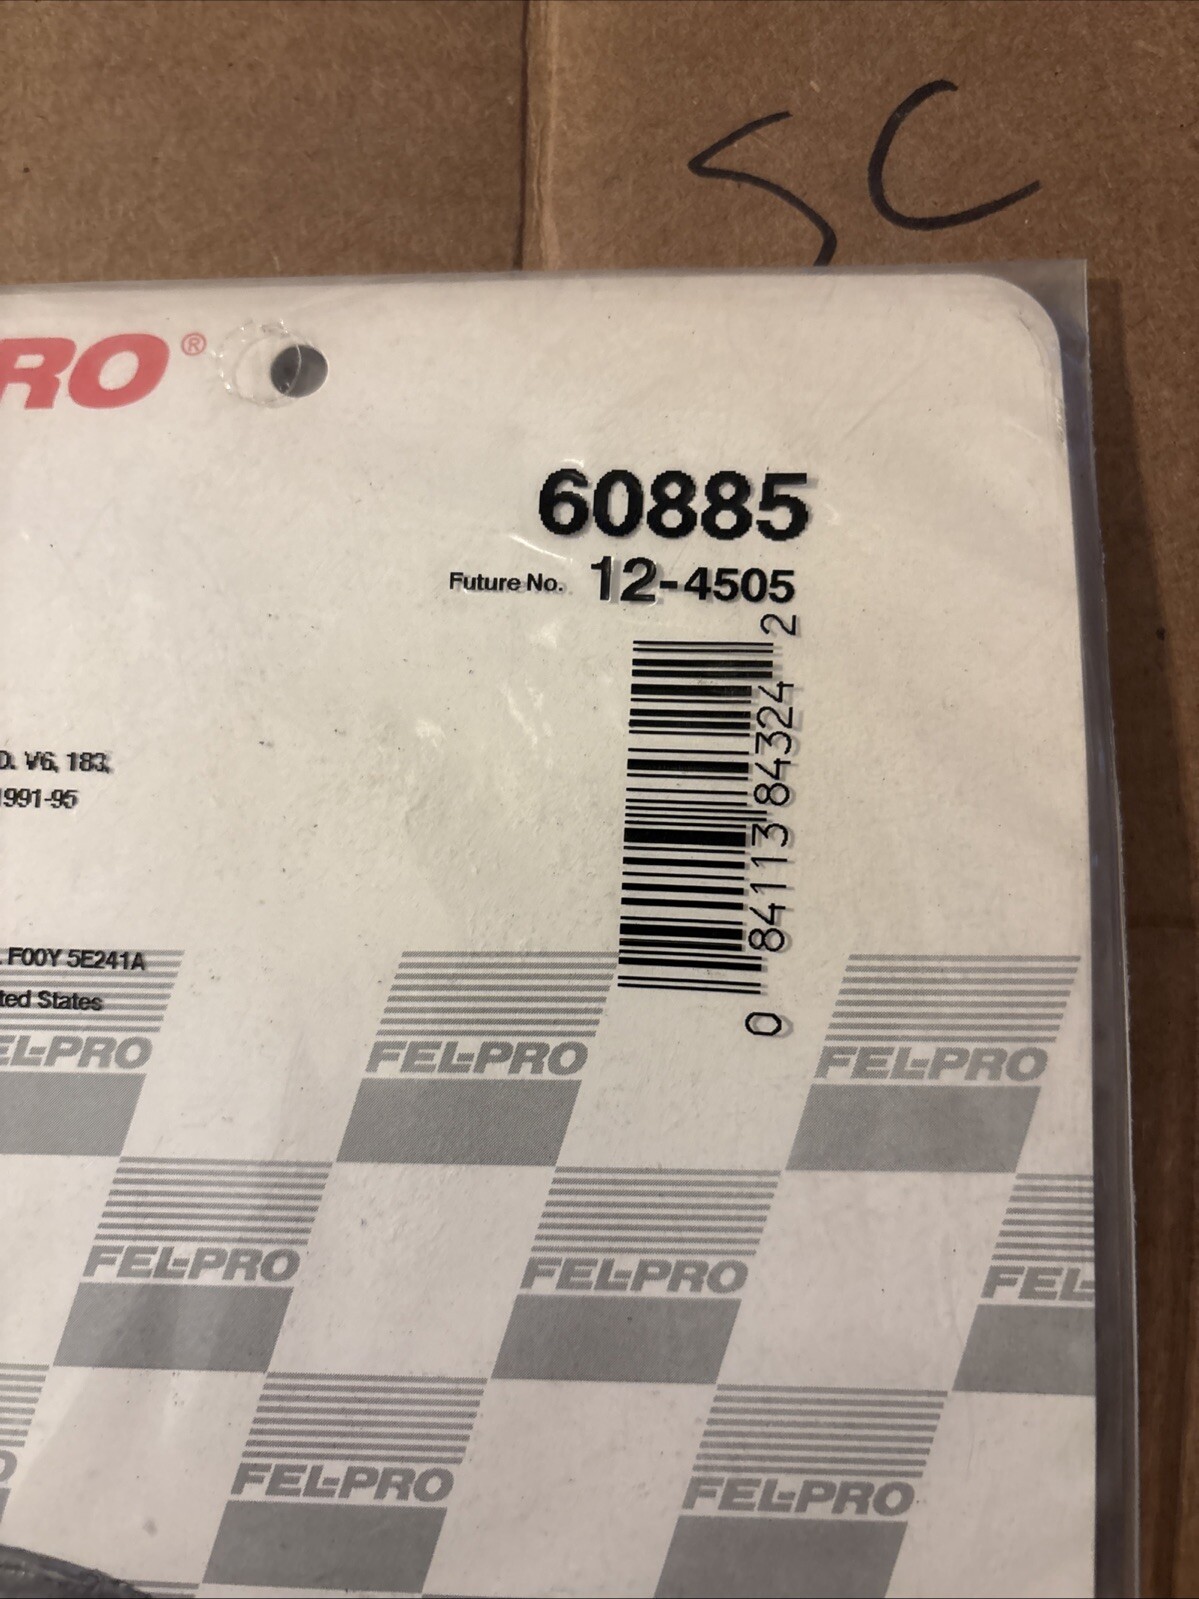 SC
RO®
60885
Future No. 12-4505
0 84113 84324 2
D. V6, 183,
1991-95
. F00Y 5E241A
ted States
EL-PRO FEL-PRO FEL-PRO
FEL-PRO FEL-PRO FEL-
FEL-PRO FEL-PRO